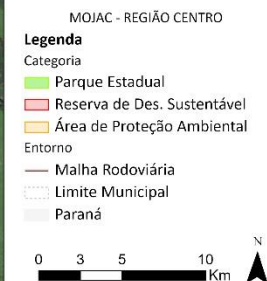 MOJAC - REGIÃO CENTRO
Legenda
Categoria
Parque Estadual
Reserva de Des. Sustentável
Área de Proteção Ambiental
Entorno
Malha Rodoviária
Limite Municipal
Paraná
N
0 3 5 10
Km